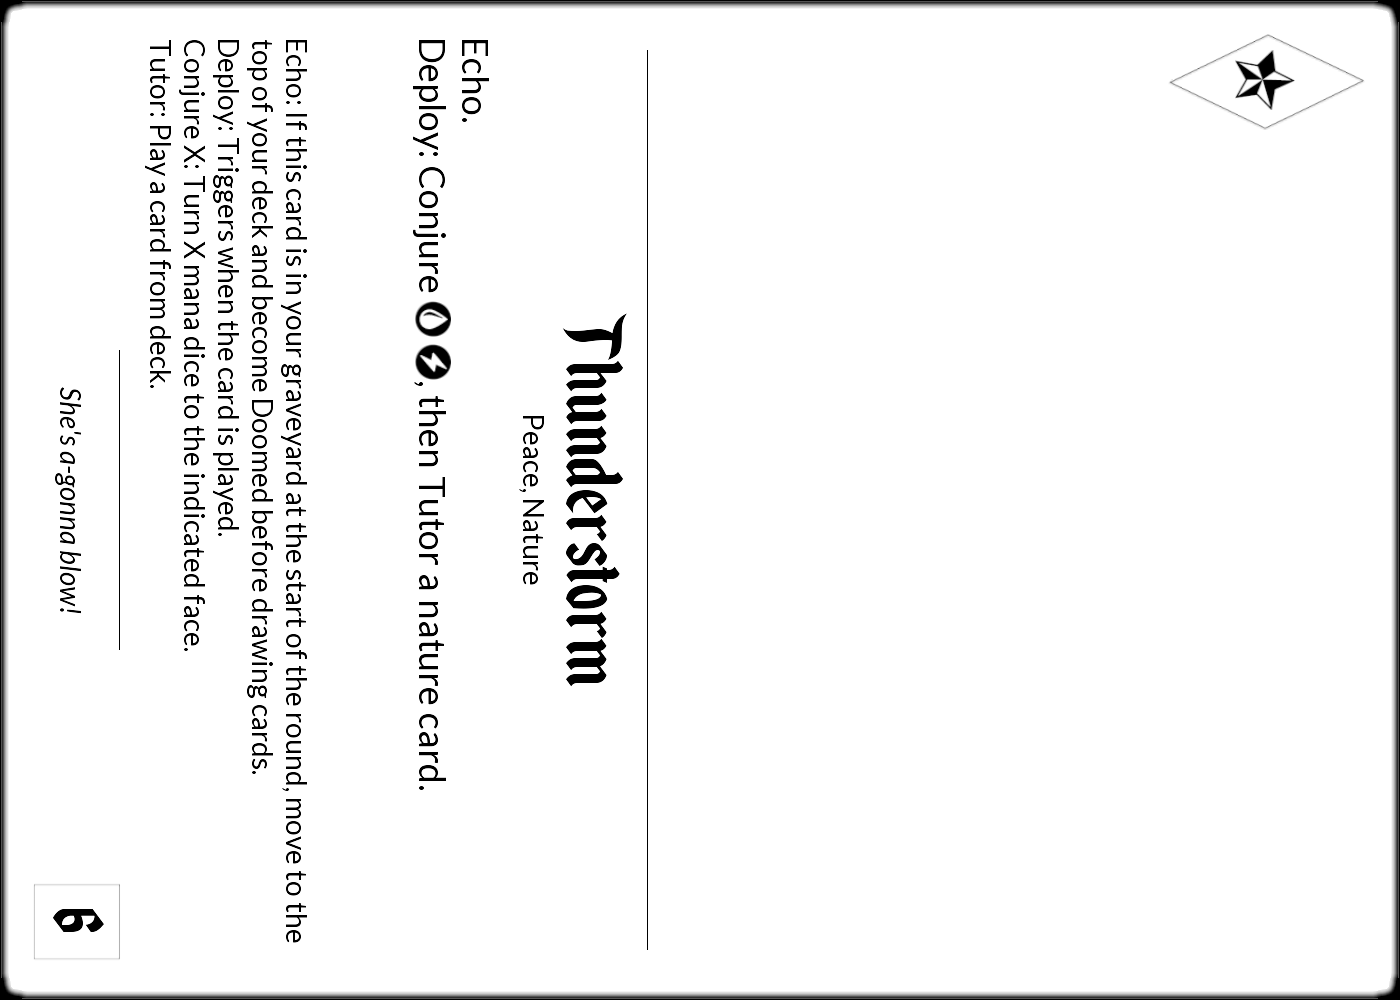 Thunderstorm
Peace, Nature
Echo.
Deploy: Conjure , then Tutor a nature card.
Echo: If this card is in your graveyard at the start of the round, move to the
top of your deck and become Doomed before drawing cards.
Deploy: Triggers when the card is played.
Conjure X: Turn X mana dice to the indicated face.
Tutor: Play a card from deck.
She's a-gonna blow!
6